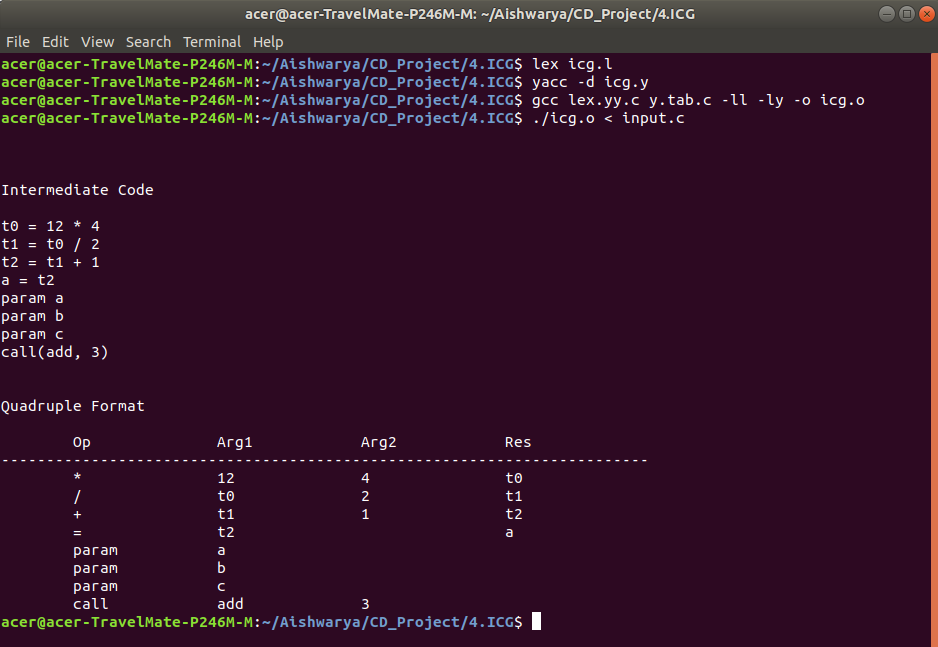 acer@acer-TravelMate-P246M-M: ~/Aishwarya/CD_Project/4.ICG
File Edit View Search Terminal Help
acer@acer-TravelMate-P246M-M:~/Aishwarya/CD_Project/4.ICG$ lex icg.l
acer@acer-TravelMate-P246M-M:~/Aishwarya/CD_Project/4.ICG$ yacc -d icg.y
acer@acer-TravelMate-P246M-M:~/Aishwarya/CD_Project/4.ICG$ gcc lex.yy.c y.tab.c -ll -ly -o icg.o
acer@acer-TravelMate-P246M-M:~/Aishwarya/CD_Project/4.ICG$ ./icg.o < input.c
Intermediate Code
t0 = 12 * 4
t1 = t0 / 2
t2 = t1 + 1
a = t2
param a
param b
param c
call(add, 3)
Quadruple Format
Op Arg1 Arg2 Res
------------------------------------------------------------------------
* 12 4 t0
/ t0 2 t1
+ t1 1 t2
= t2 a
param a
param b
param c
call add 3
acer@acer-TravelMate-P246M-M:~/Aishwarya/CD_Project/4.ICG$